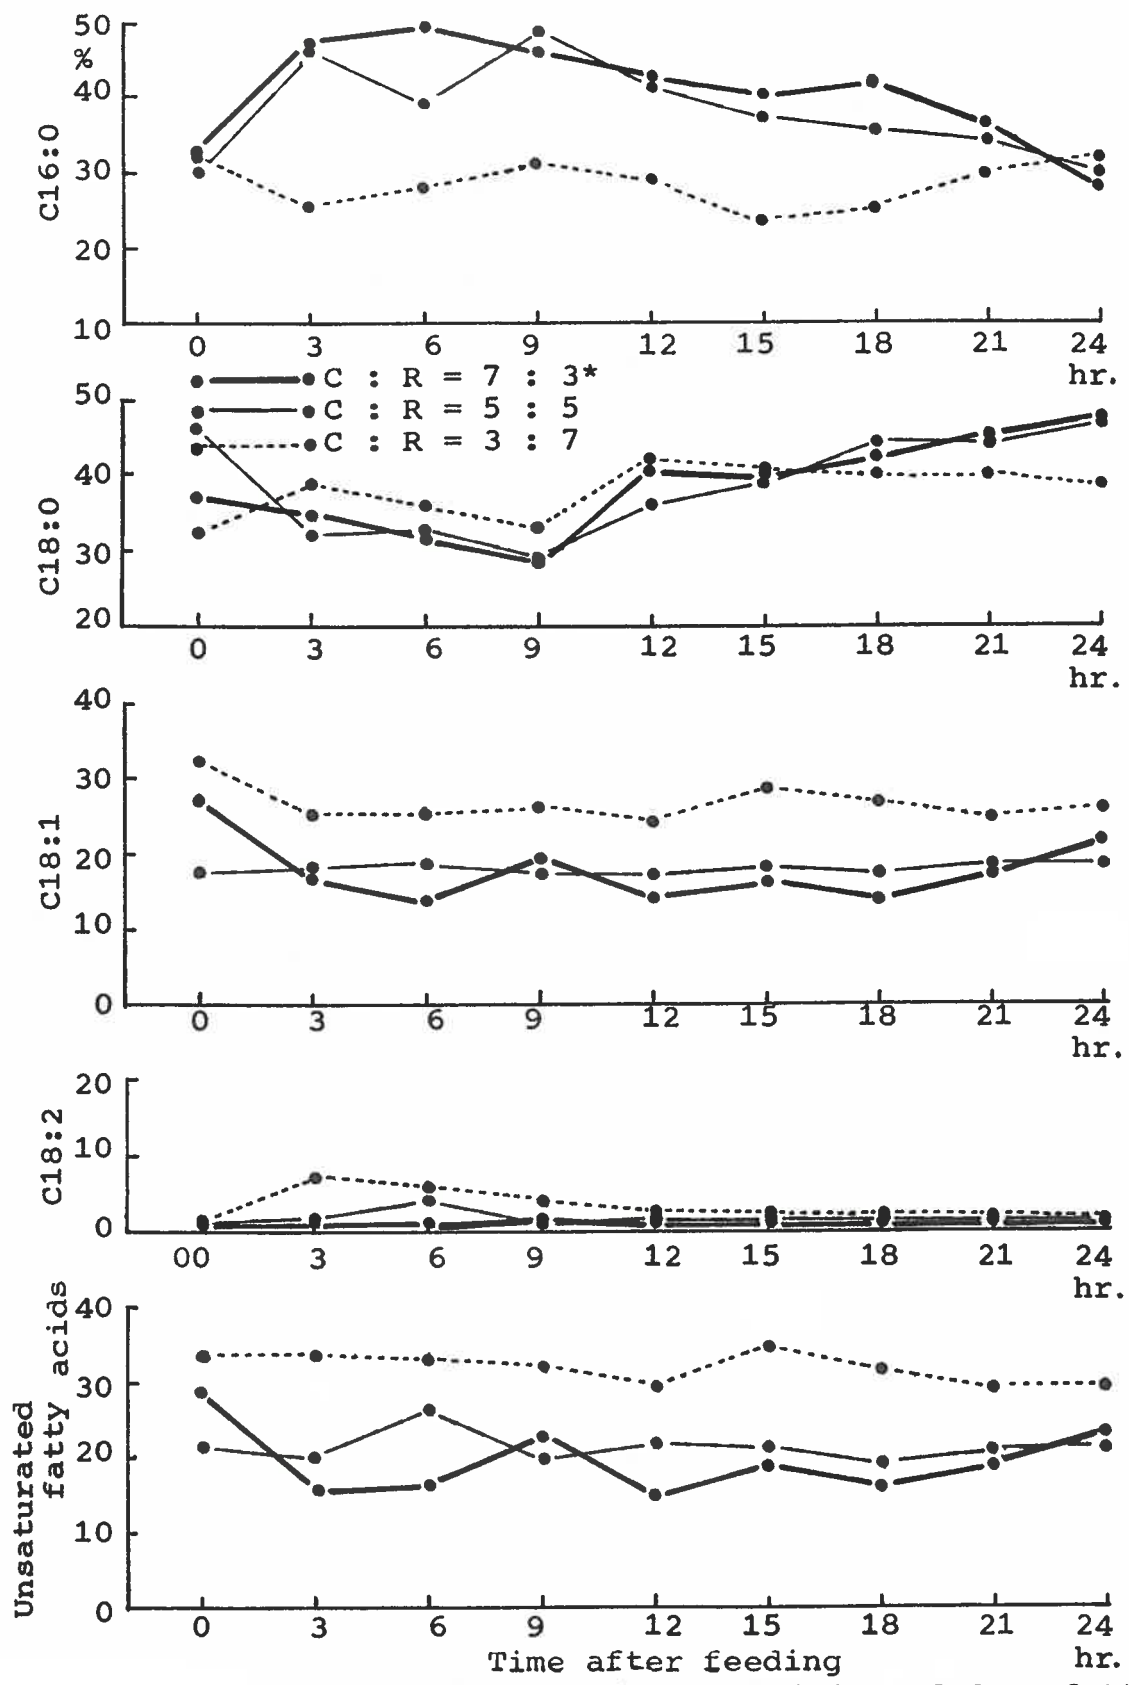 50
%
40
30
20
10
C16:0
0 3 6 9 12 15 18 21 24
hr.
C : R = 7 : 3*
C : R = 5 : 5
C : R = 3 : 7
50
40
30
20
C18:0
0 3 6 9 12 15 18 21 24
hr.
40
30
20
10
0
C18:1
0 3 6 9 12 15 18 21 24
hr.
20
10
0
C18:2
00 3 6 9 12 15 18 21 24
hr.
40
30
20
10
0
Unsaturated
fatty acids
0 3 6 9 12 15 18 21 24
Time after feeding hr.